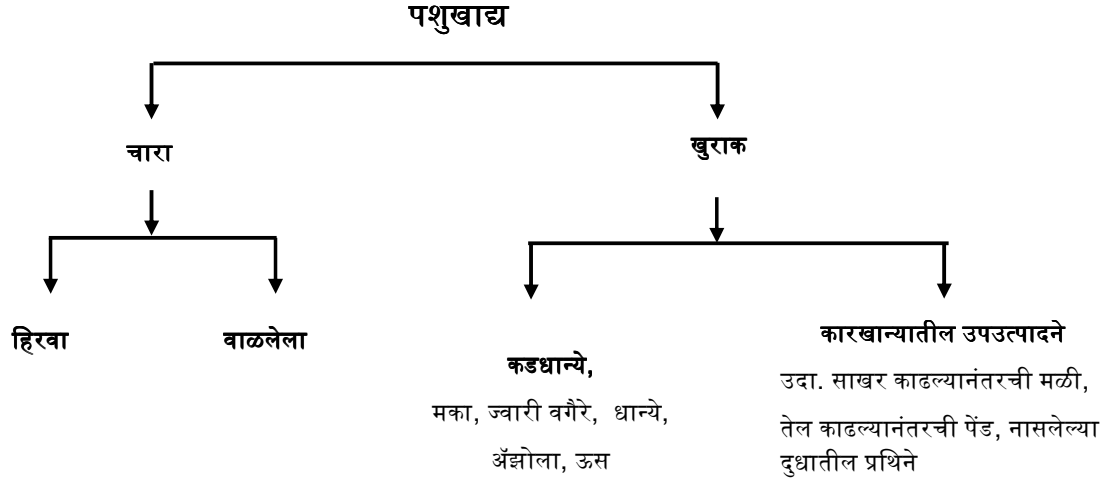 पशुखाद्य
चारा
खुराक
हिरवा
वाळलेला
कडधान्ये,
मका, ज्वारी वगैरे, धान्ये,
ॲझोला, ऊस
कारखान्यातील उपउत्पादने
उदा. साखर काढल्यानंतरची मळी,
तेल काढल्यानंतरची पेंड, नासलेल्या
दुधातील प्रथिने